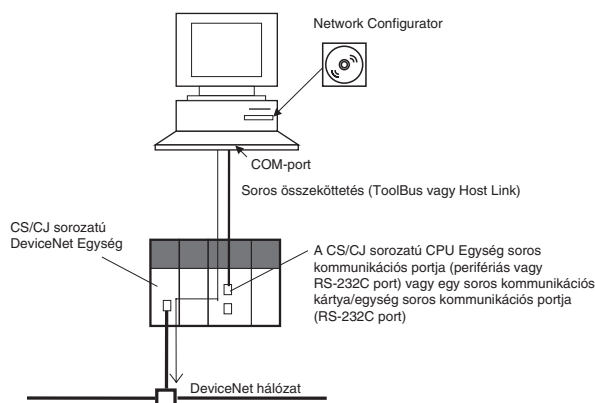 Network Configurator
COM-port
Soros összeköttetés (ToolBus vagy Host Link)
CS/CJ sorozatú
DeviceNet Egység
A CS/CJ sorozatú CPU Egység soros
kommunikációs portja (perifériás vagy
RS-232C port) vagy egy soros kommunikációs
kártya/egység soros kommunikációs portja
(RS-232C port)
DeviceNet hálózat